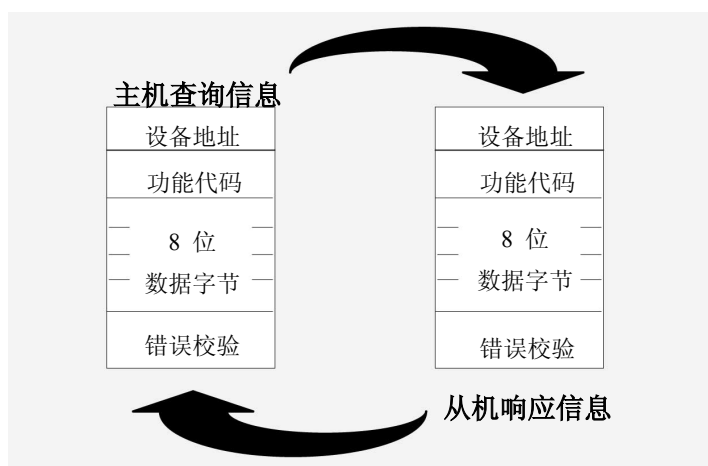 主机查询信息
设备地址
功能代码
8 位
数据字节
错误校验
设备地址
功能代码
8 位
数据字节
错误校验
从机响应信息